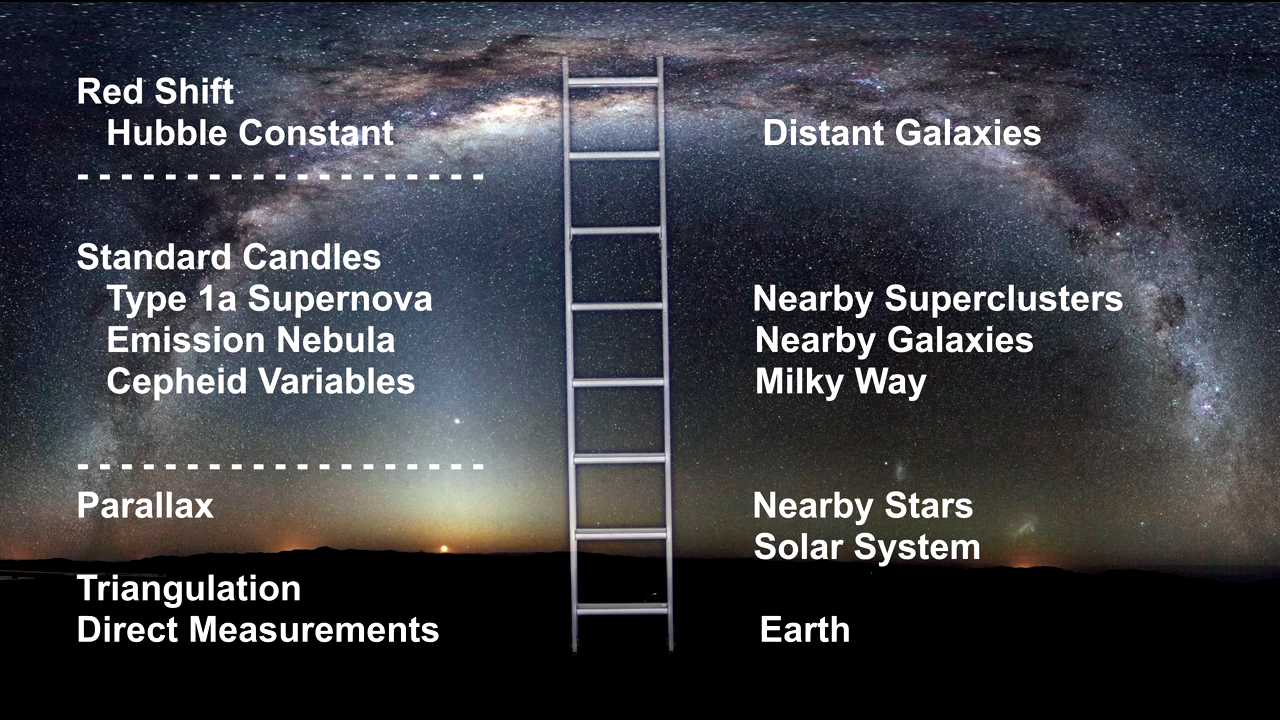 Red Shift
Hubble Constant
Distant Galaxies
- - - - - - - - - - - - - - - - - - -
Standard Candles
Type 1a Supernova
Nearby Superclusters
Emission Nebula
Nearby Galaxies
Cepheid Variables
Milky Way
- - - - - - - - - - - - - - - - - - -
Parallax
Nearby Stars
Solar System
Triangulation
Direct Measurements
Earth